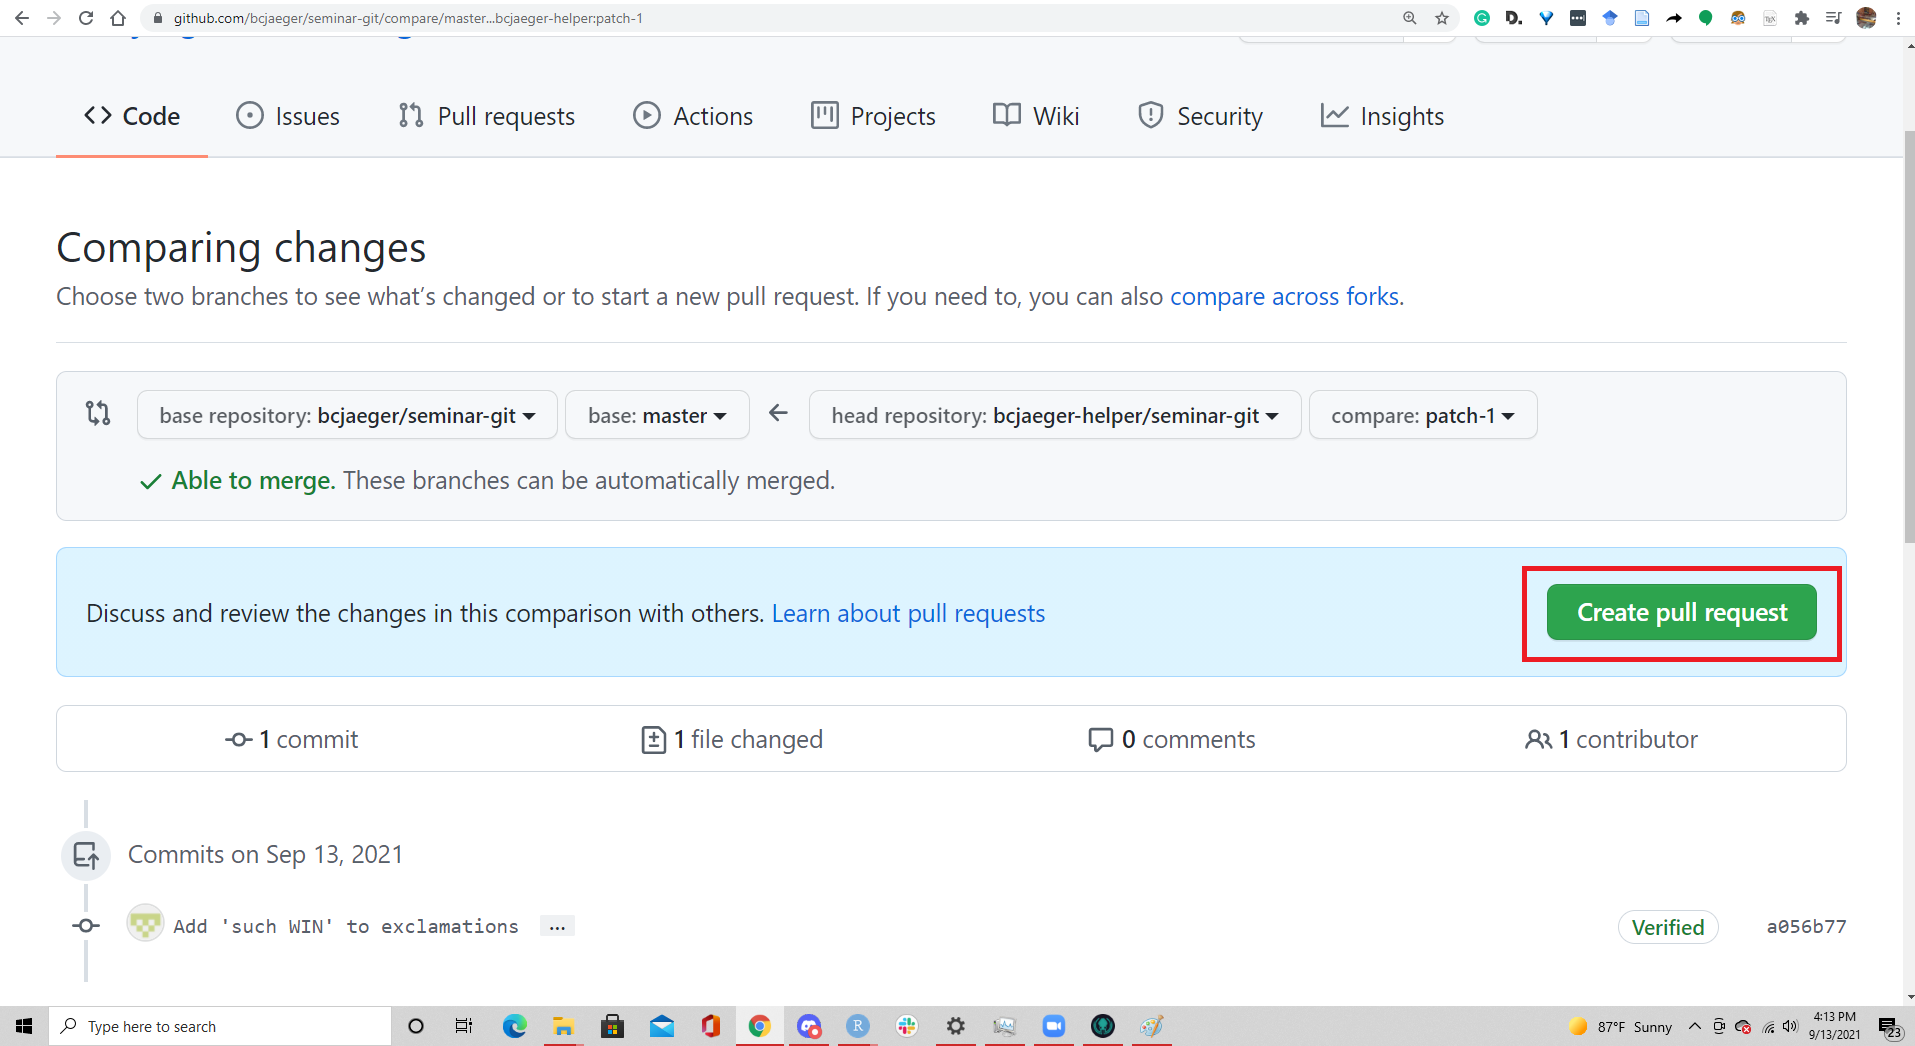 github.com/bcjaeger/seminar-git/compare/master...bcjaeger-helper:patch-1
Code Issues Pull requests Actions Projects Wiki Security Insights
Comparing changes
Choose two branches to see what's changed or to start a new pull request. If you need to, you can also compare across forks.
base repository: bcjaeger/seminar-git base: master head repository: bcjaeger-helper/seminar-git compare: patch-1
Able to merge. These branches can be automatically merged.
Discuss and review the changes in this comparison with others. Learn about pull requests Create pull request
1 commit 1 file changed 0 comments 1 contributor
Commits on Sep 13, 2021
Add 'such WIN' to exclamations ... Verified a056b77
Type here to search 87°F Sunny 4:13 PM
9/13/2021 23